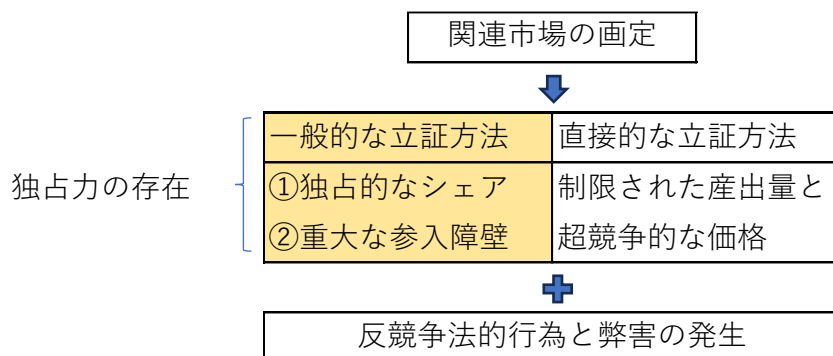 関連市場の画定
一般的な立証方法
直接的な立証方法
独占力の存在
①独占的なシェア
②重大な参入障壁
制限された産出量と
超競争的な価格
反競争法的行為と弊害の発生